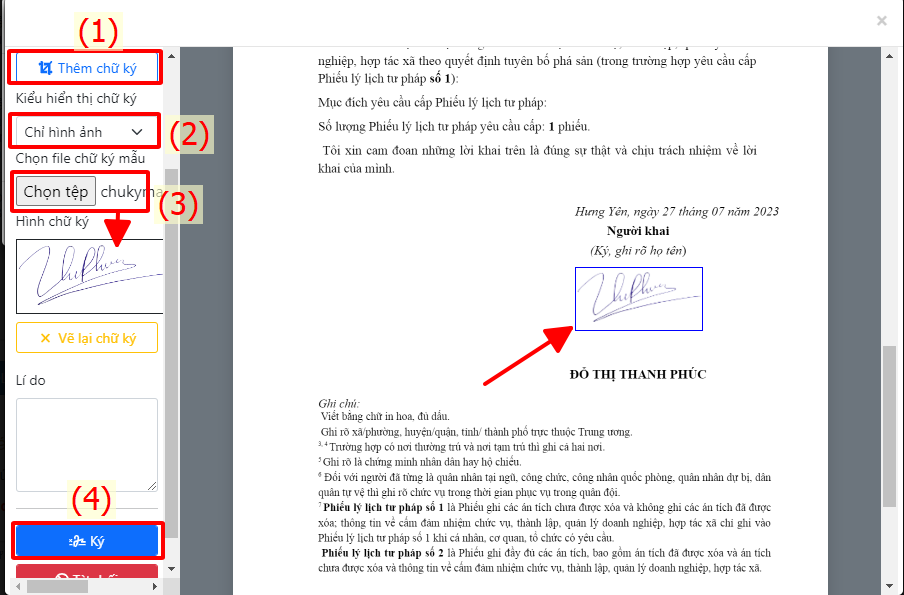 (1)
Thêm chữ ký
Kiểu hiển thị chữ ký
Chỉ hình ảnh
(2)
Chọn file chữ ký mẫu
Chọn tệp chukyma
(3)
Hình chữ ký
Vẽ lại chữ ký
Lí do
(4)
Ký
Từ chối
×
nghiệp, hợp tác xã theo quyết định tuyên bố phá sản (trong trường hợp yêu cầu cấp
Phiếu lý lịch tư pháp số 1):
Mục đích yêu cầu cấp Phiếu lý lịch tư pháp:
Số lượng Phiếu lý lịch tư pháp yêu cầu cấp: 1 phiếu.
Tôi xin cam đoan những lời khai trên là đúng sự thật và chịu trách nhiệm về lời
khai của mình.
Hưng Yên, ngày 27 tháng 07 năm 2023
Người khai
(Ký, ghi rõ họ tên)
ĐỖ THỊ THANH PHÚC
Ghi chú:
Viết bằng chữ in hoa, đủ dấu.
Ghi rõ xã/phường, huyện/quận, tỉnh/ thành phố trực thuộc Trung ương.
3, 4 Trường hợp có nơi thường trú và nơi tạm trú thì ghi cả hai nơi.
5 Ghi rõ là chứng minh nhân dân hay hộ chiếu.
6 Đối với người đã từng là quân nhân tại ngũ, công chức, công nhân quốc phòng, quân nhân dự bị, dân
quân tự vệ thì ghi rõ chức vụ trong thời gian phục vụ trong quân đội.
7 Phiếu lý lịch tư pháp số 1 là Phiếu ghi các án tích chưa được xóa và không ghi các án tích đã được
xóa; thông tin về cấm đảm nhiệm chức vụ, thành lập, quản lý doanh nghiệp, hợp tác xã chỉ ghi vào
Phiếu lý lịch tư pháp số 1 khi cá nhân, cơ quan, tổ chức có yêu cầu.
Phiếu lý lịch tư pháp số 2 là Phiếu ghi đầy đủ các án tích, bao gồm án tích đã được xóa và án tích
chưa được xóa và thông tin về cấm đảm nhiệm chức vụ, thành lập, quản lý doanh nghiệp, hợp tác xã.